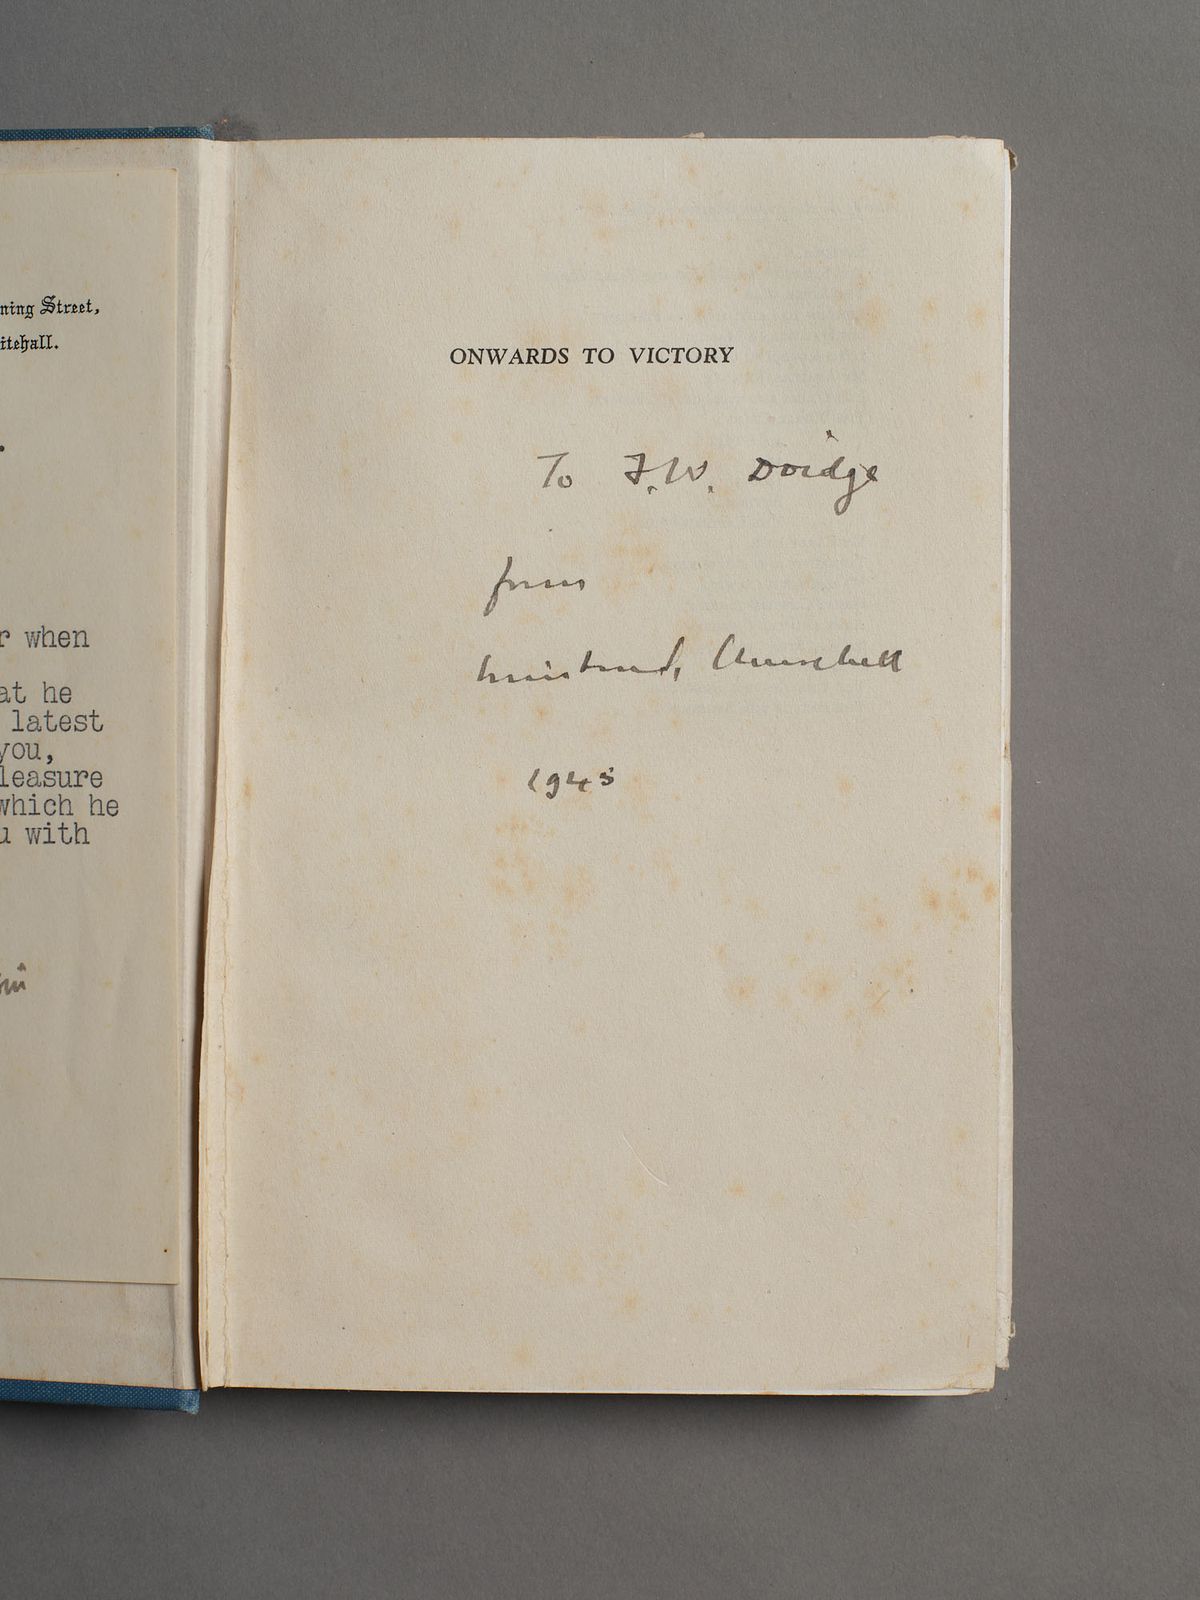 ning Street,
itehall.
r when
at he
latest
you,
leasure
which he
u with
ONWARDS TO VICTORY
To F.W. Doidge
from
Winston S. Churchill
1945